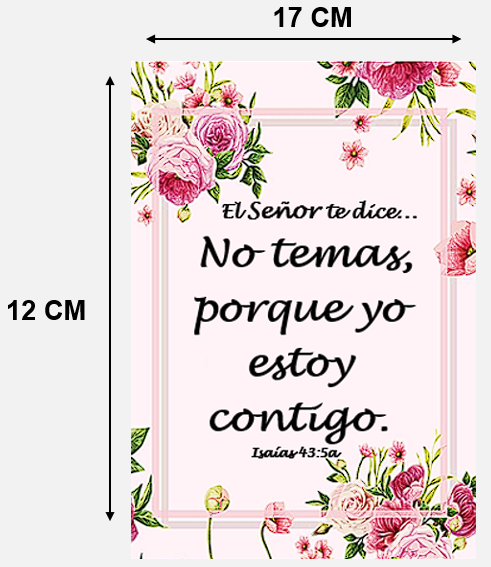 17 CM
12 CM
El Señor te dice...
No temas,
porque yo
estoy
contigo.
Isaías 43:5a